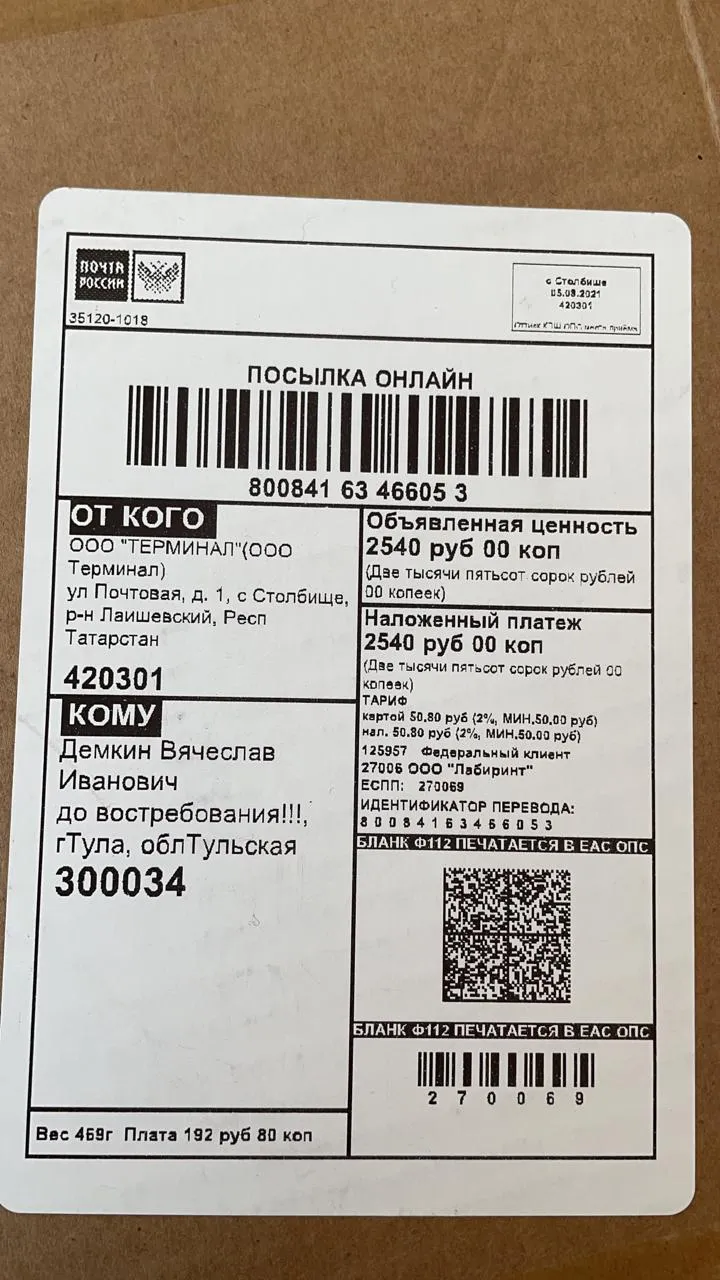 ПОЧТА
РОССИИ
35120-1018
с Столбище
05.08.2021
420301
места приёма
ПОСЫЛКА ОНЛАЙН
800841 63 46605 3
ОТ КОГО
ООО "ТЕРМИНАЛ"(ООО
Терминал)
ул Почтовая, д. 1, с Столбище,
р-н Лаишевский, Респ
Татарстан
420301
КОМУ
Демкин Вячеслав
Иванович
до востребования!!!,
гТула, облТульская
300034
Вес 469г Плата 192 руб 80 коп
Объявленная ценность
2540 руб 00 коп
(Две тысячи пятьсот сорок рублей
00 копеек)
Наложенный платеж
2540 руб 00 коп
(Две тысячи пятьсот сорок рублей 00
копеек)
ТАРИФ
картой 50.80 руб (2%, МИН.50.00 руб)
нал. 50.80 руб (2%, МИН.50.00 руб)
125957 Федеральный клиент
27006 ООО "Лабиринт"
ЕСПП: 270069
ИДЕНТИФИКАТОР ПЕРЕВОДА:
80084163466053
БЛАНК Ф112 ПЕЧАТАЕТСЯ В ЕАС ОПС
БЛАНК Ф112 ПЕЧАТАЕТСЯ В ЕАС ОПС
270069